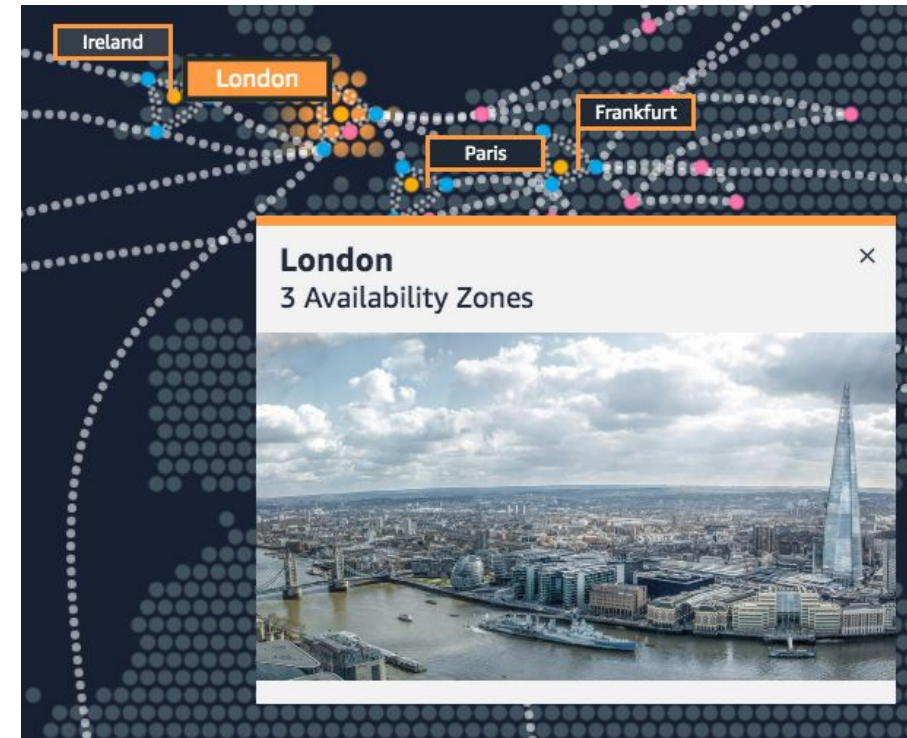 Ireland
London
Frankfurt
Paris
London
×
3 Availability Zones